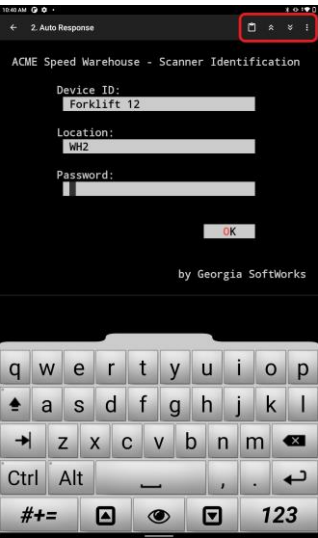 10:40 AM
2. Auto Response
ACME Speed Warehouse - Scanner Identification
Device ID:
Forklift 12
Location:
WH2
Password:
OK
by Georgia SoftWorks
q w e r t y u i o p
a s d f g h j k l
z x c v b n m
Ctrl Alt , .
#+= 123